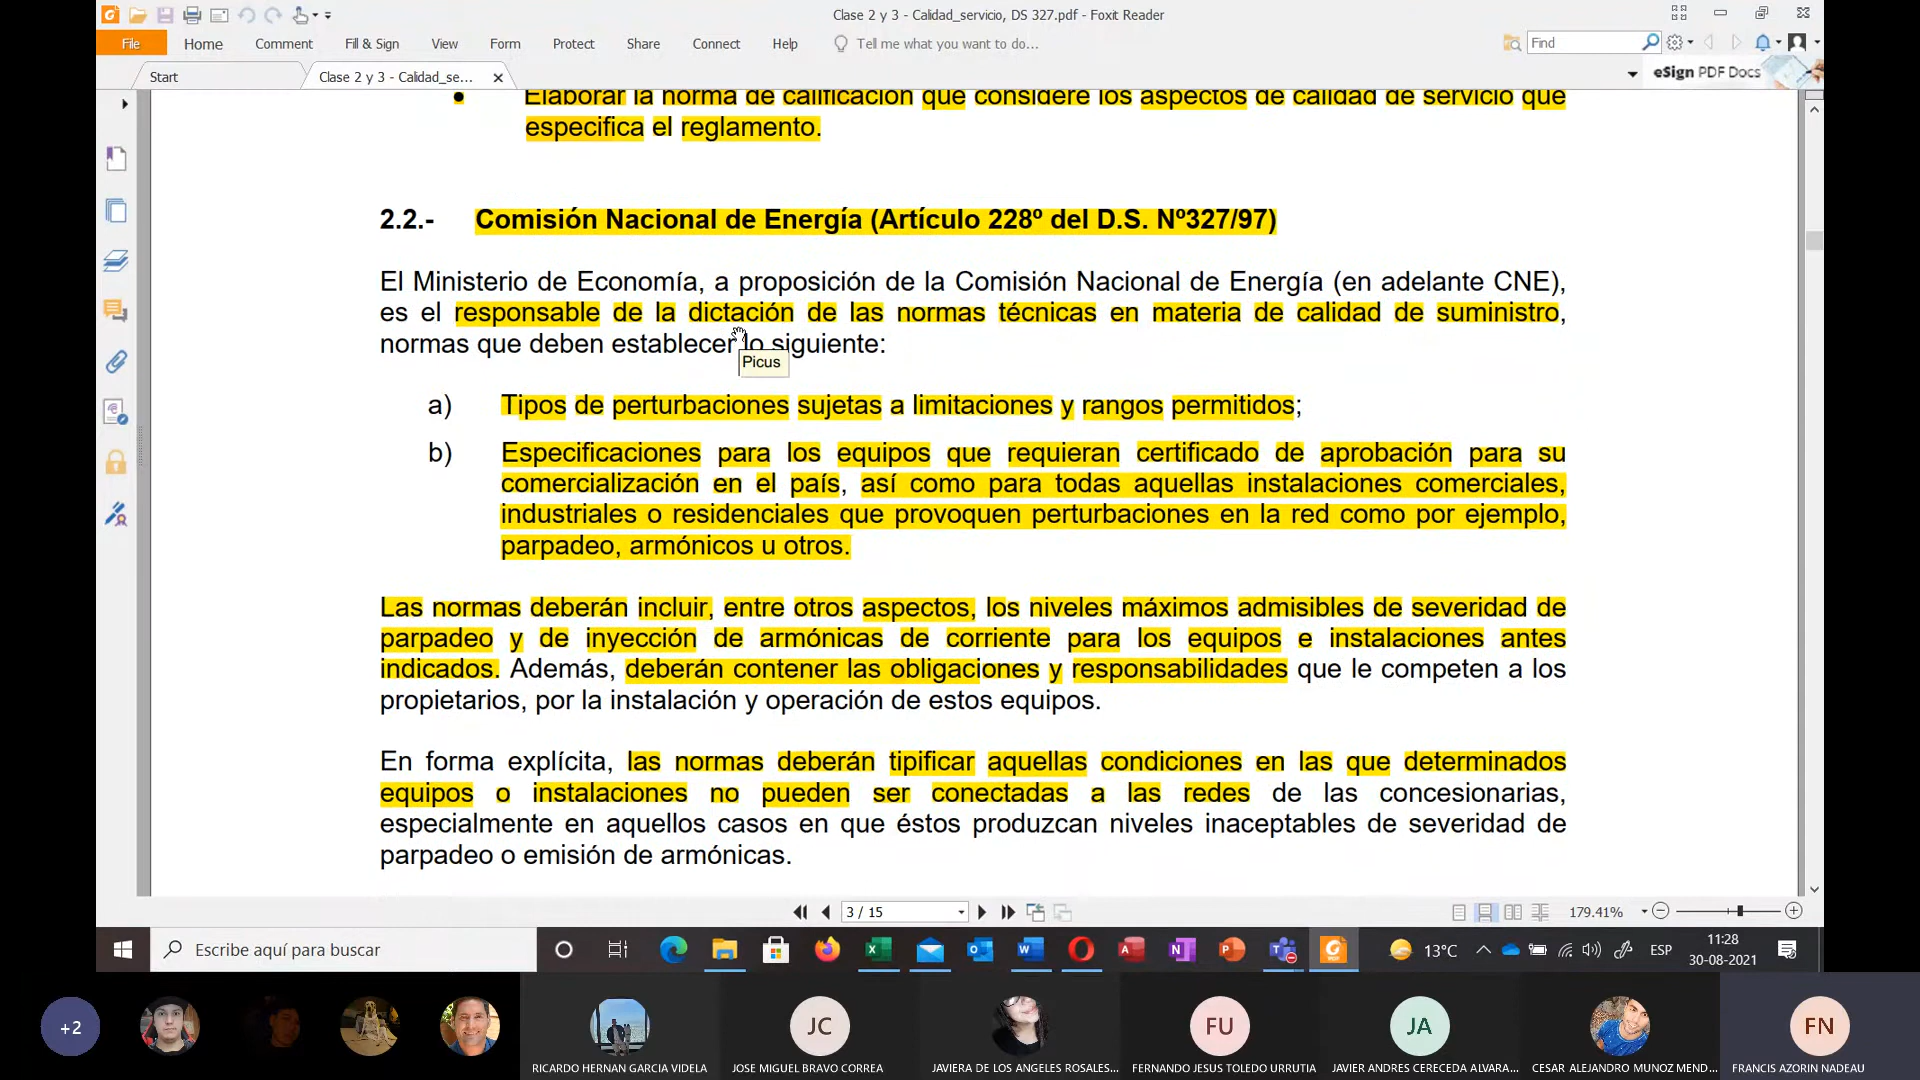 Clase 2 y 3 - Calidad_servicio, DS 327.pdf - Foxit Reader
File Home Comment Fill & Sign View Form Protect Share Connect Help Tell me what you want to do... Find
Start Clase 2 y 3 - Calidad_se... eSign PDF Docs
• Elaborar la norma de calificación que considere los aspectos de calidad de servicio que
especifica el reglamento.
2.2.- Comisión Nacional de Energía (Artículo 228º del D.S. Nº327/97)
El Ministerio de Economía, a proposición de la Comisión Nacional de Energía (en adelante CNE),
es el responsable de la dictación de las normas técnicas en materia de calidad de suministro,
normas que deben establecer lo siguiente:
Picus
a) Tipos de perturbaciones sujetas a limitaciones y rangos permitidos;
b) Especificaciones para los equipos que requieran certificado de aprobación para su
comercialización en el país, así como para todas aquellas instalaciones comerciales,
industriales o residenciales que provoquen perturbaciones en la red como por ejemplo,
parpadeo, armónicos u otros.
Las normas deberán incluir, entre otros aspectos, los niveles máximos admisibles de severidad de
parpadeo y de inyección de armónicas de corriente para los equipos e instalaciones antes
indicados. Además, deberán contener las obligaciones y responsabilidades que le competen a los
propietarios, por la instalación y operación de estos equipos.
En forma explícita, las normas deberán tipificar aquellas condiciones en las que determinados
equipos o instalaciones no pueden ser conectadas a las redes de las concesionarias,
especialmente en aquellos casos en que éstos produzcan niveles inaceptables de severidad de
parpadeo o emisión de armónicas.
3 / 15 179.41%
Escribe aquí para buscar 13°C ESP 11:28
30-08-2021
+2 JC FU JA FN
RICARDO HERNAN GARCIA VIDELA JOSE MIGUEL BRAVO CORREA JAVIERA DE LOS ANGELES ROSALES... FERNANDO JESUS TOLEDO URRUTIA JAVIER ANDRES CERECEDA ALVARA... CESAR ALEJANDRO MUNOZ MEND... FRANCIS AZORIN NADEAU